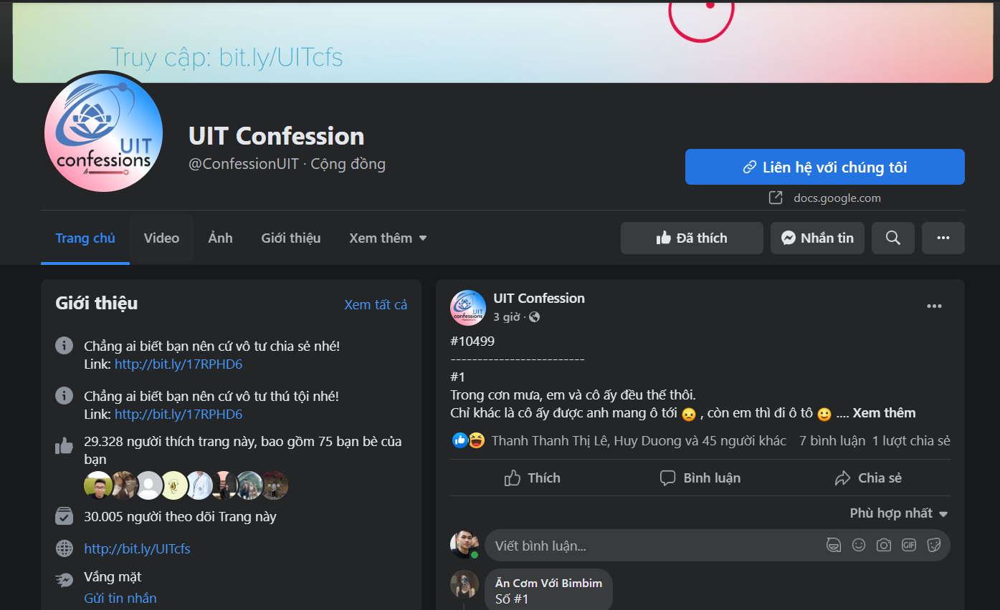 Truy cập: bit.ly/UITcfs
UIT
confessions
UIT Confession
@ConfessionUIT · Cộng đồng
Liên hệ với chúng tôi
docs.google.com
Trang chủ
Video
Ảnh
Giới thiệu
Xem thêm
Đã thích
Nhắn tin
Giới thiệu
Xem tất cả
Chẳng ai biết bạn nên cứ vô tư chia sẻ nhé!
Link: http://bit.ly/17RPHD6
Chẳng ai biết bạn nên cứ vô tư thú tội nhé!
Link: http://bit.ly/17RPHD6
29.328 người thích trang này, bao gồm 75 bạn bè của
bạn
30.005 người theo dõi Trang này
http://bit.ly/UITcfs
Vắng mặt
Gửi tin nhắn
UIT
confessions
UIT Confession
3 giờ ·
#10499
-------------------------
#1
Trong cơn mưa, em và cô ấy đều thế thôi.
Chỉ khác là cô ấy được anh mang ô tới 😞 , còn em thì đi ô tô 🙂 .... Xem thêm
Thanh Thanh Thị Lê, Huy Duong và 45 người khác
7 bình luận
1 lượt chia sẻ
Thích
Bình luận
Chia sẻ
Phù hợp nhất
Viết bình luận...
GIF
Ăn Cơm Với Bimbim
Số #1